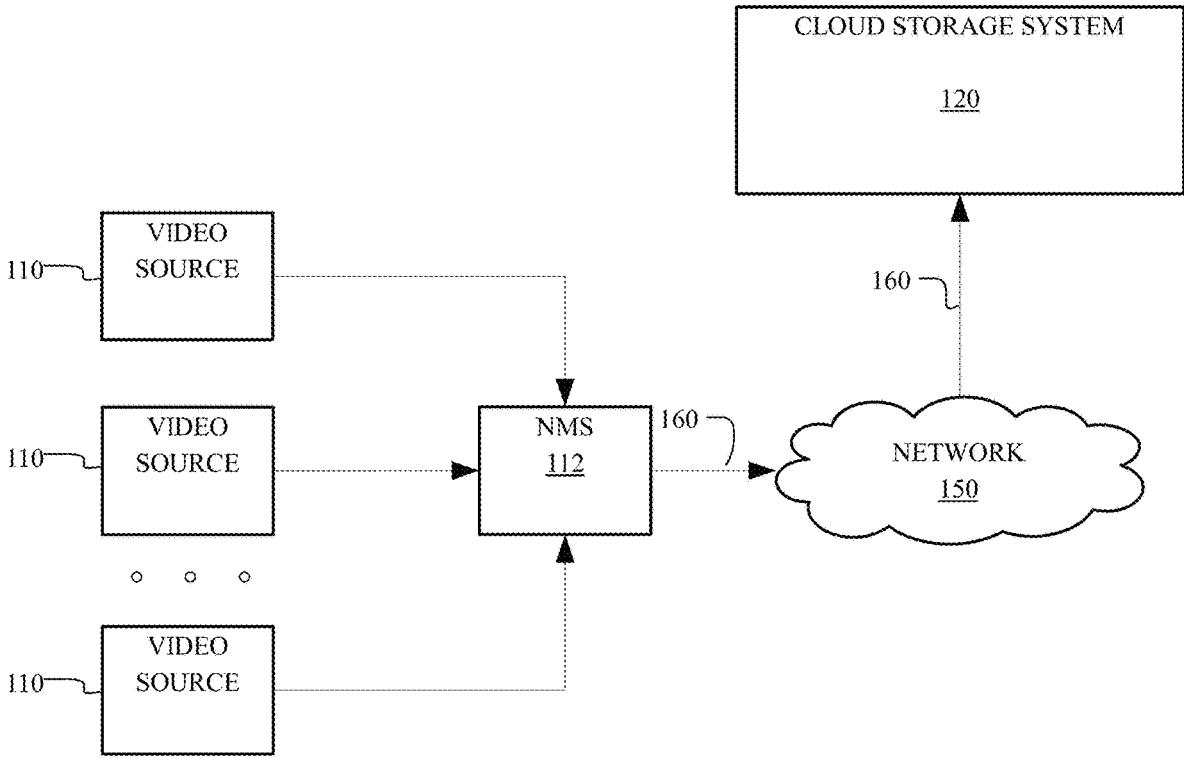 CLOUD STORAGE SYSTEM
120
VIDEO
SOURCE
110
160
VIDEO
SOURCE
110
NMS
112
160
NETWORK
150
VIDEO
SOURCE
110